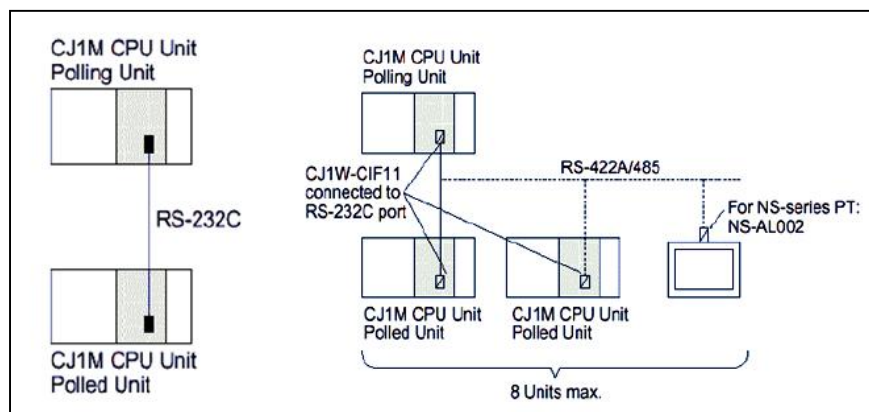 CJ1M CPU Unit
Polling Unit
RS-232C
CJ1M CPU Unit
Polled Unit
CJ1M CPU Unit
Polling Unit
CJ1W-CIF11
connected to
RS-232C port
RS-422A/485
For NS-series PT:
NS-AL002
CJ1M CPU Unit
Polled Unit
CJ1M CPU Unit
Polled Unit
8 Units max.